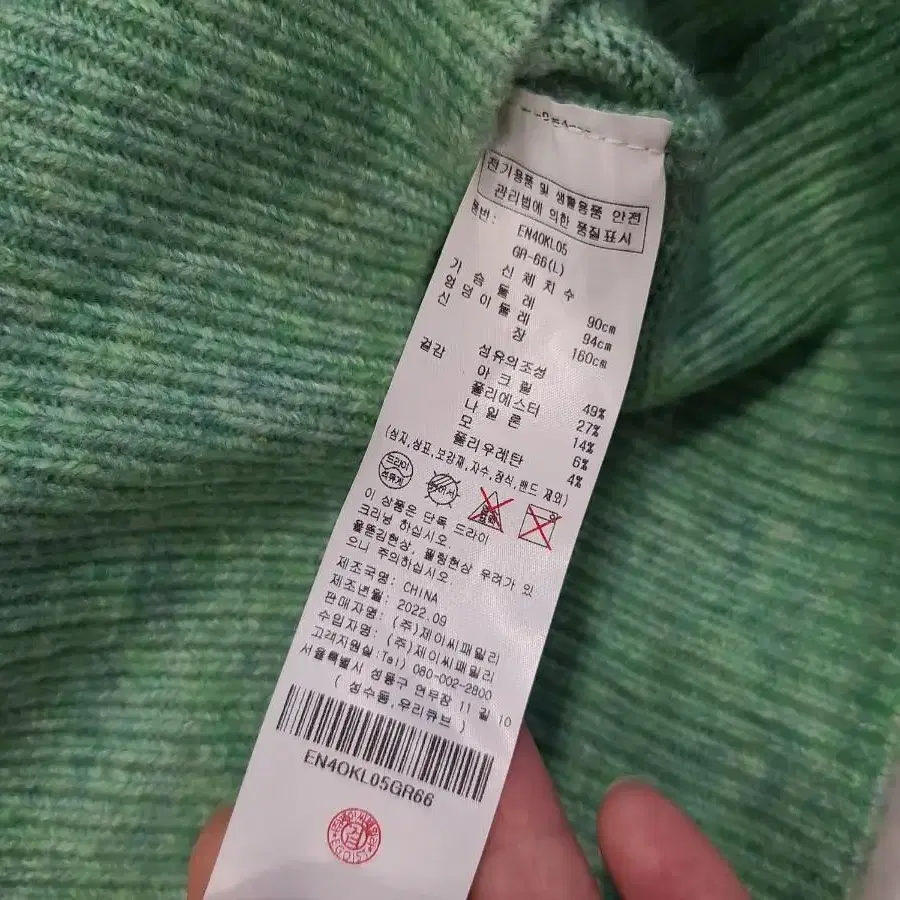 전기용품 및 생활용품 안전
관리법에 의한 품질표시
품번:
EN4OKL05
GR-66(L)
신 체 치 수
가 슴 둘 레 90cm
엉 덩 이 둘 레 94cm
신 장 160cm
겉감 섬유의조성
아 크 릴 49%
폴리에스터 27%
나 일 론 14%
모 6%
폴리우레탄 4%
(심지,상표,보강재,자수,장식,밴드 제외)
드라이
석유계
이 상품은 단독 드라이
크리닝 하십시오.
올뜯김현상, 필링현상 우려가 있
으니 주의하십시오.
제조국명: CHINA
제조년월: 2022.09
판매자명: (주)제이씨패밀리
수입자명: (주)제이씨패밀리
고객지원실:Tel) 080-002-2800
서울특별시 성동구 연무장 11 길 10
( 성수동,우리큐브 )
EN4OKL05GR66
검
EGOIST